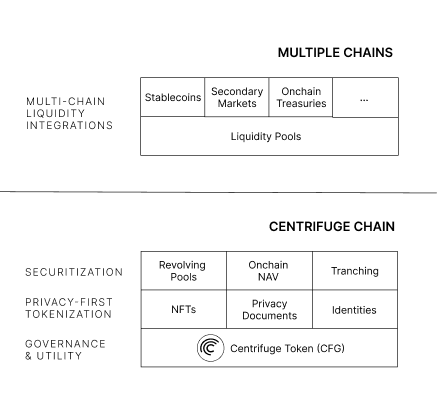 MULTIPLE CHAINS
MULTI-CHAIN
LIQUIDITY
INTEGRATIONS
Stablecoins
Secondary
Markets
Onchain
Treasuries
...
Liquidity Pools
CENTRIFUGE CHAIN
SECURITIZATION
Revolving
Pools
Onchain
NAV
Tranching
PRIVACY-FIRST
TOKENIZATION
NFTs
Privacy
Documents
Identities
GOVERNANCE
& UTILITY
Centrifuge Token (CFG)